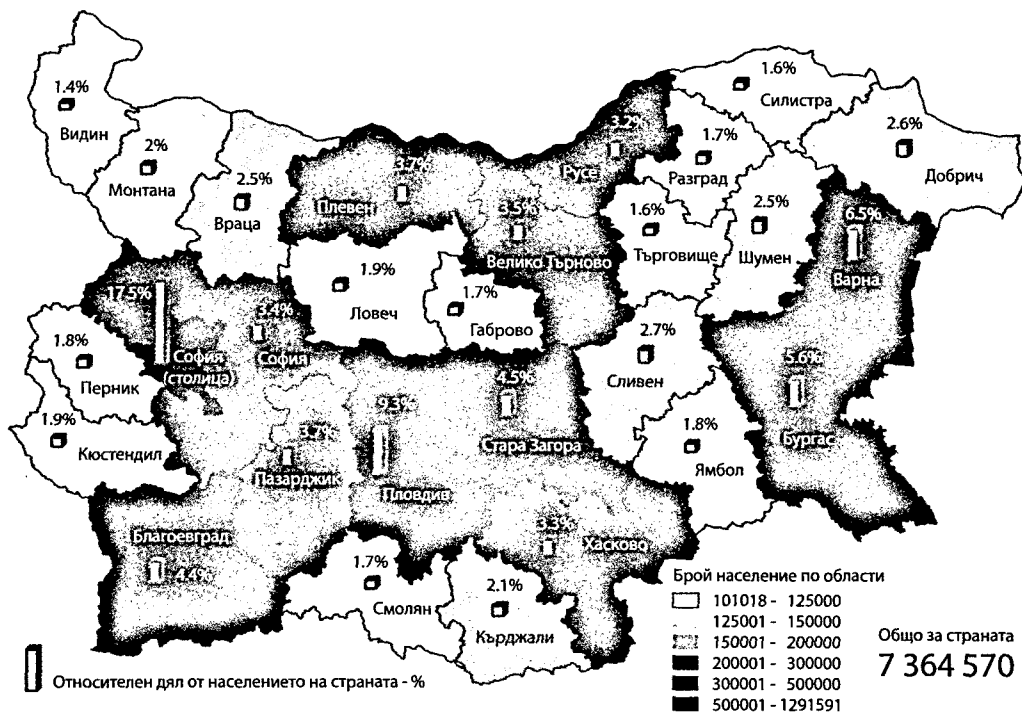 1.4%
Видин
2%
Монтана
2.5%
Враца
3.7%
Плевен
3.5%
Велико Търново
3.2%
Русе
1.6%
Силистра
1.7%
Разград
2.6%
Добрич
1.6%
Търговище
2.5%
Шумен
6.5%
Варна
1.9%
Ловеч
1.7%
Габрово
17.5%
София
(столица)
3.4%
София
1.8%
Перник
1.9%
Кюстендил
2.7%
Сливен
5.6%
Бургас
4.5%
Стара Загора
1.8%
Ямбол
9.3%
Пловдив
Пазарджик
3.3%
Хасково
Благоевград
4.4%
1.7%
Смолян
2.1%
Кърджали
Брой население по области
101018 - 125000
125001 - 150000
150001 - 200000
200001 - 300000
300001 - 500000
500001 - 1291591
Общо за страната
7 364 570
Относителен дял от населението на страната - %